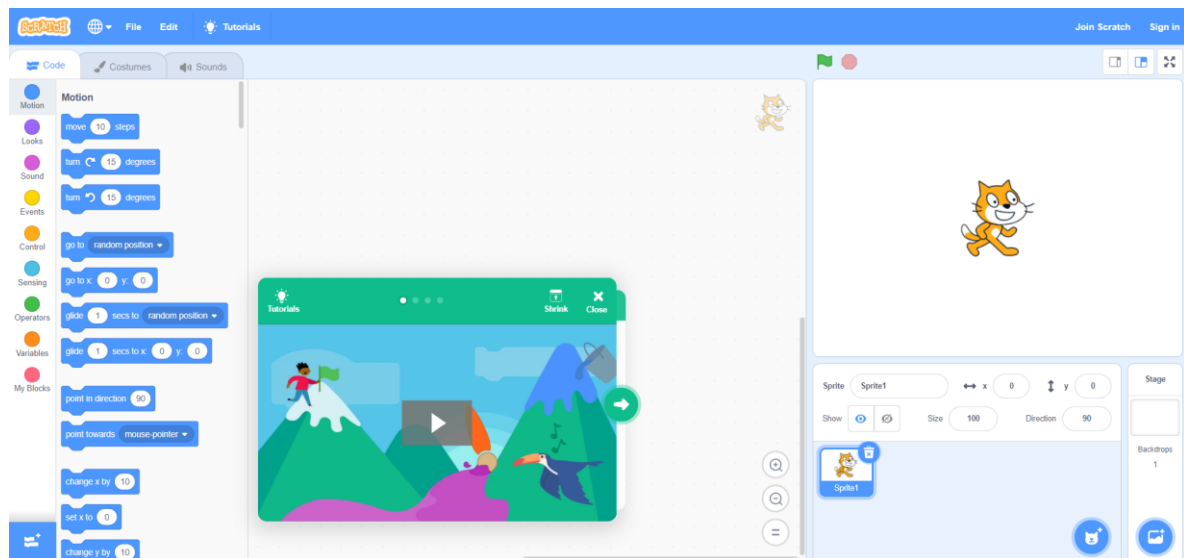 SCRATCH File Edit Tutorials Join Scratch Sign in
Code Costumes Sounds
Motion
Looks
Sound
Events
Control
Sensing
Operators
Variables
My Blocks
Motion
move 10 steps
turn 15 degrees
turn 15 degrees
go to random position
go to x: 0 y: 0
glide 1 secs to random position
glide 1 secs to x: 0 y: 0
point in direction 90
point towards mouse-pointer
change x by 10
set x to 0
change y by 10
Tutorials Shrink Close
Sprite Sprite1 x 0 y 0
Show Size 100 Direction 90
Sprite1
Stage
Backdrops
1